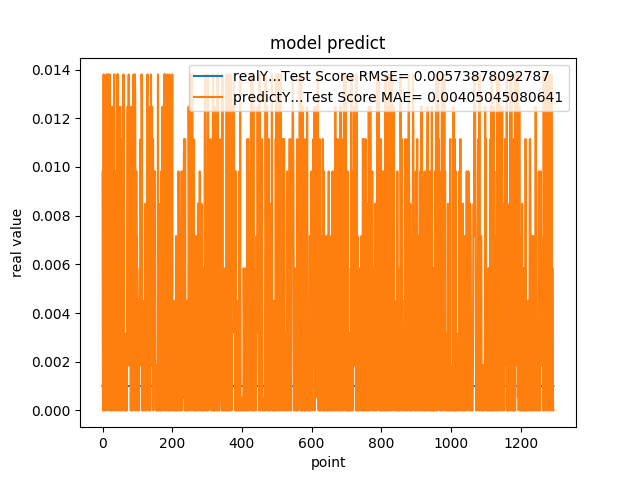 model predict
realY...Test Score RMSE= 0.00573878092787
predictY...Test Score MAE= 0.00405045080641
0.014
0.012
0.010
0.008
0.006
0.004
0.002
0.000
real value
0 200 400 600 800 1000 1200
point